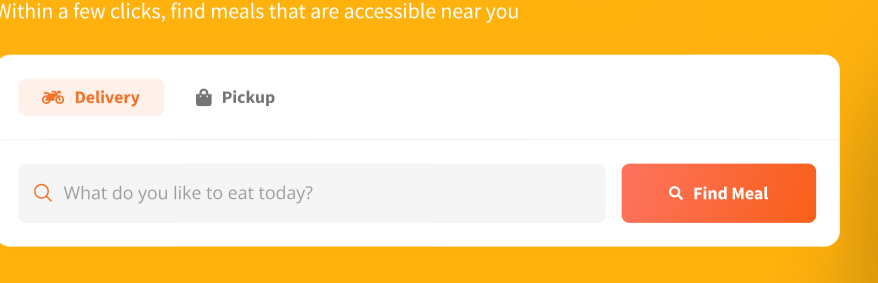 Within a few clicks, find meals that are accessible near you
Delivery
Pickup
What do you like to eat today?
Find Meal